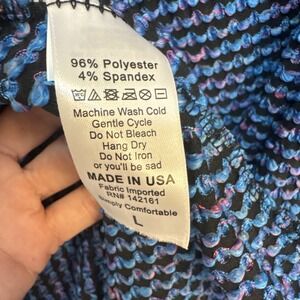 96% Polyester
4% Spandex
Machine Wash Cold
Gentle Cycle
Do Not Bleach
Hang Dry
Do Not Iron
or you'll be sad
MADE IN USA
Fabric Imported
RN# 142161
Simply Comfortable
L